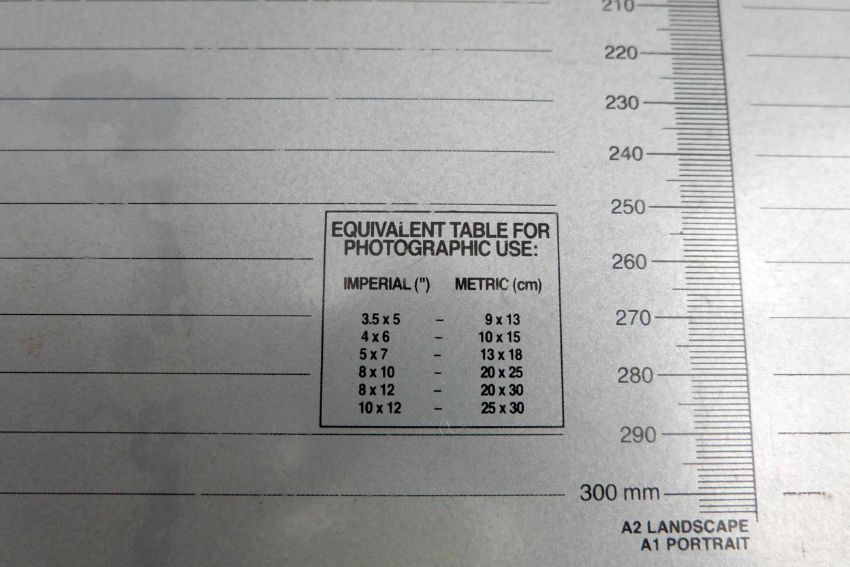 210
220
230
240
250
EQUIVALENT TABLE FOR
PHOTOGRAPHIC USE:
260
IMPERIAL (") METRIC (cm)
3.5 x 5 – 9 x 13
270
4 x 6 – 10 x 15
5 x 7 – 13 x 18
8 x 10 – 20 x 25
280
8 x 12 – 20 x 30
10 x 12 – 25 x 30
290
300 mm
A2 LANDSCAPE
A1 PORTRAIT